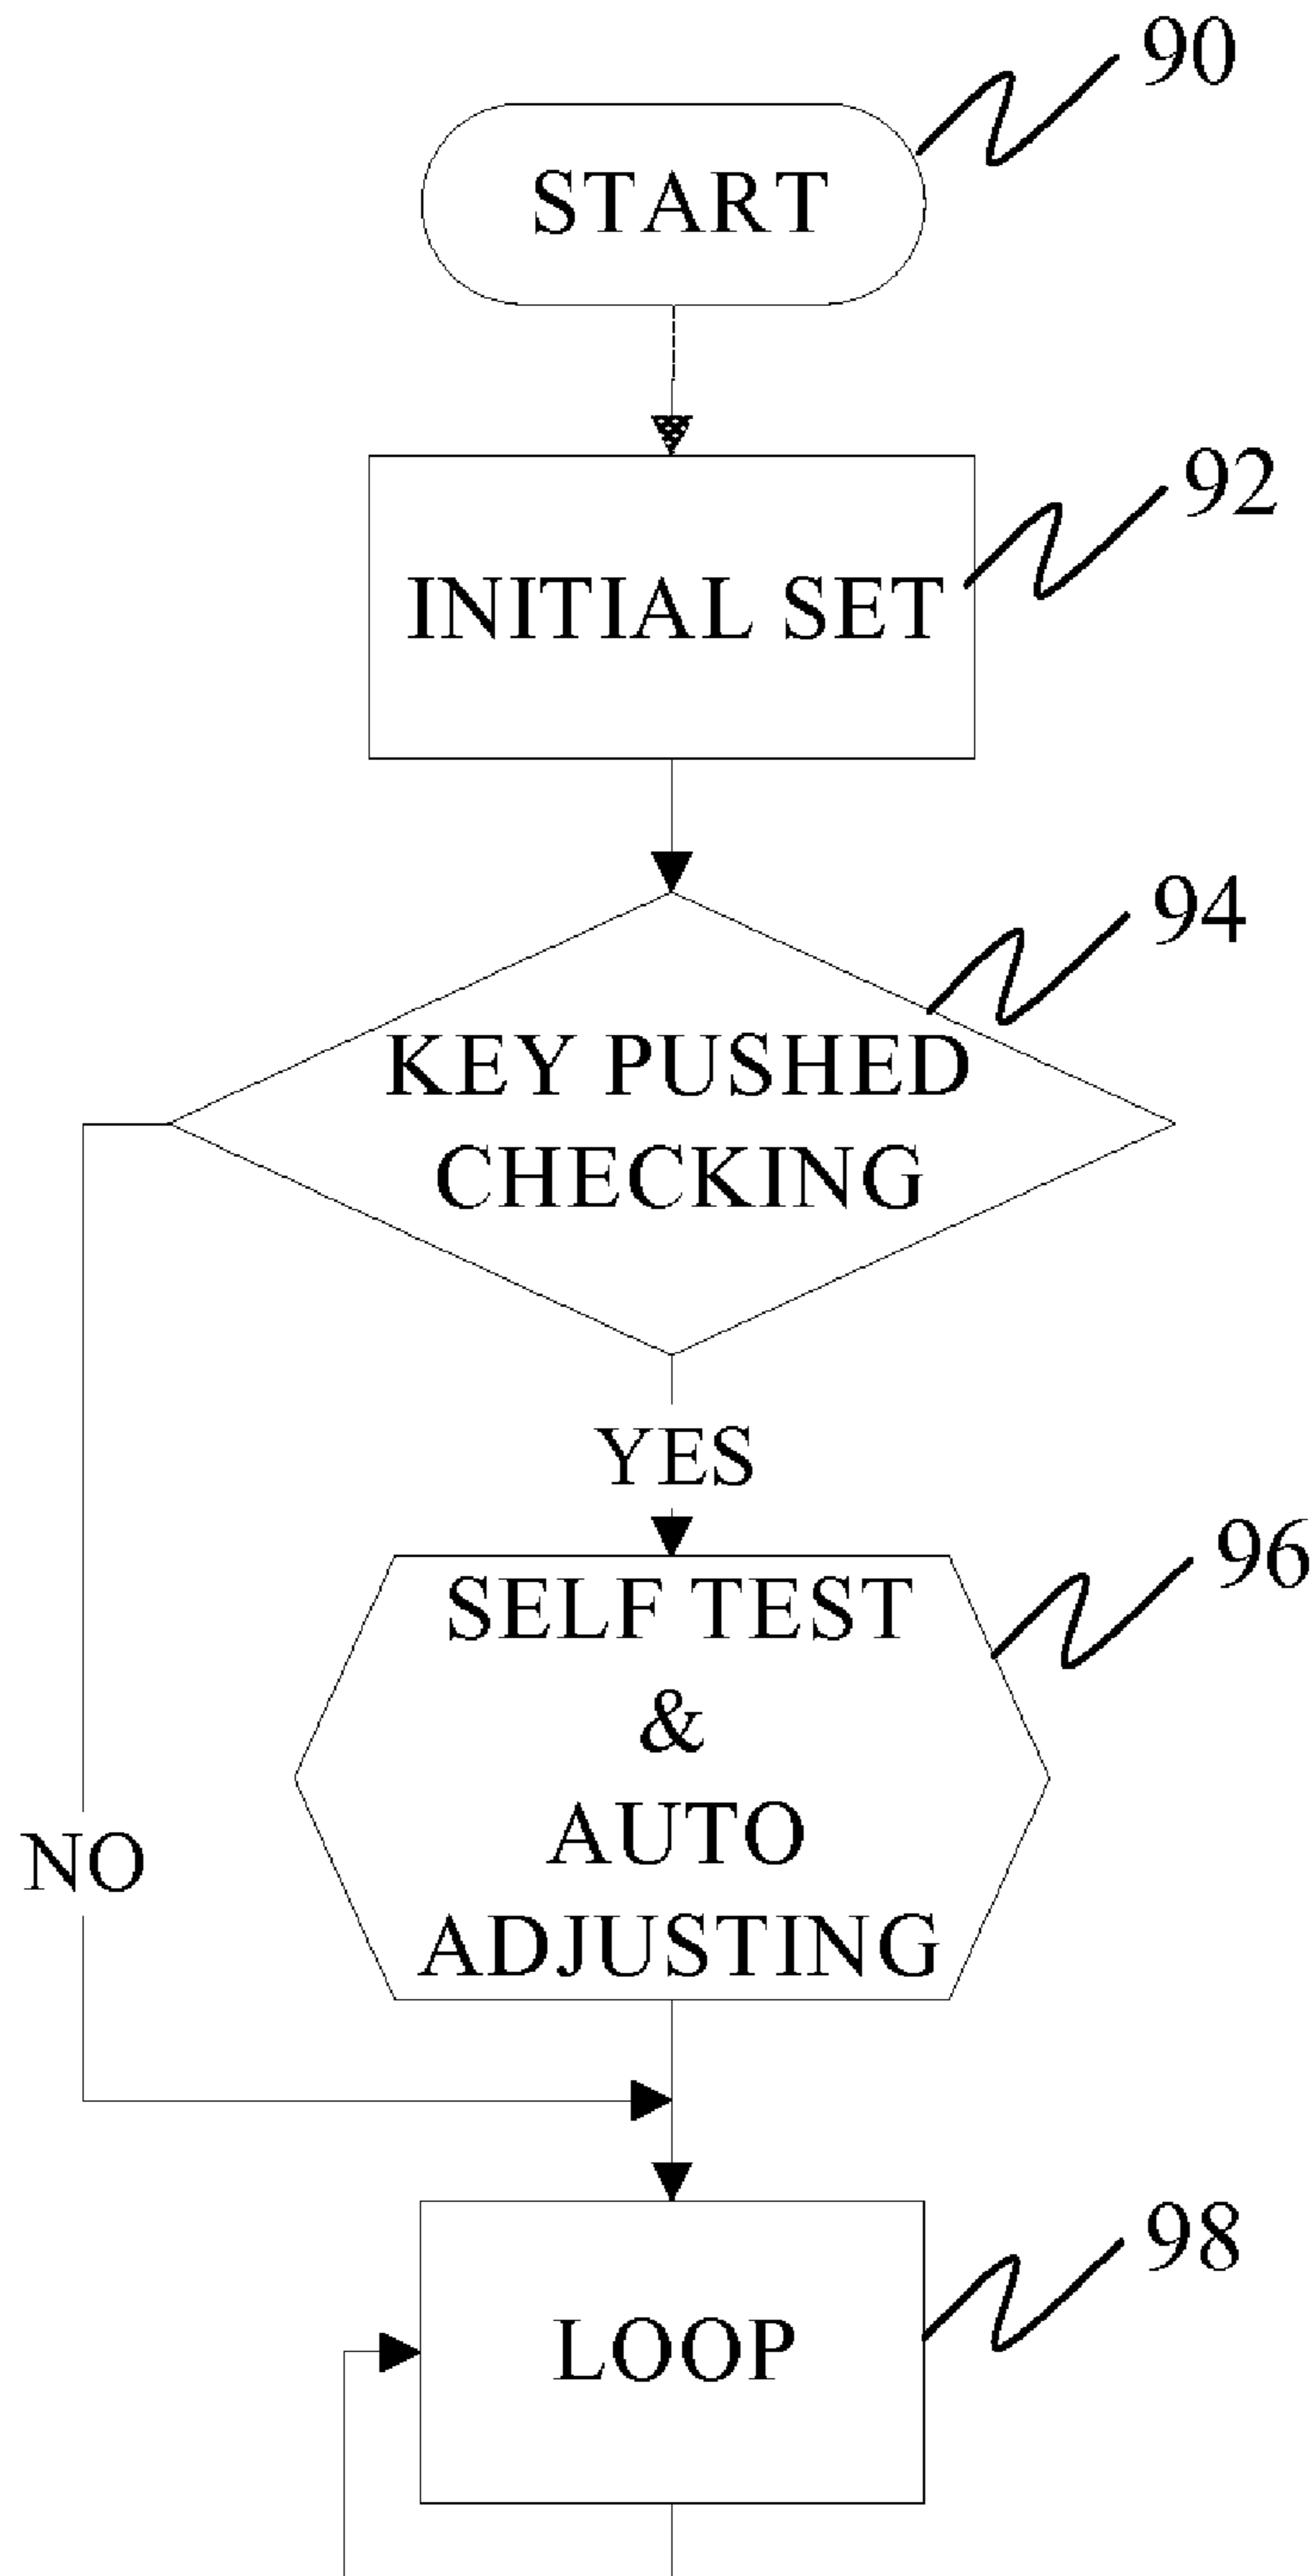 90
START
92
INITIAL SET
94
KEY PUSHED
CHECKING
YES
96
SELF TEST
&
AUTO
ADJUSTING
NO
98
LOOP